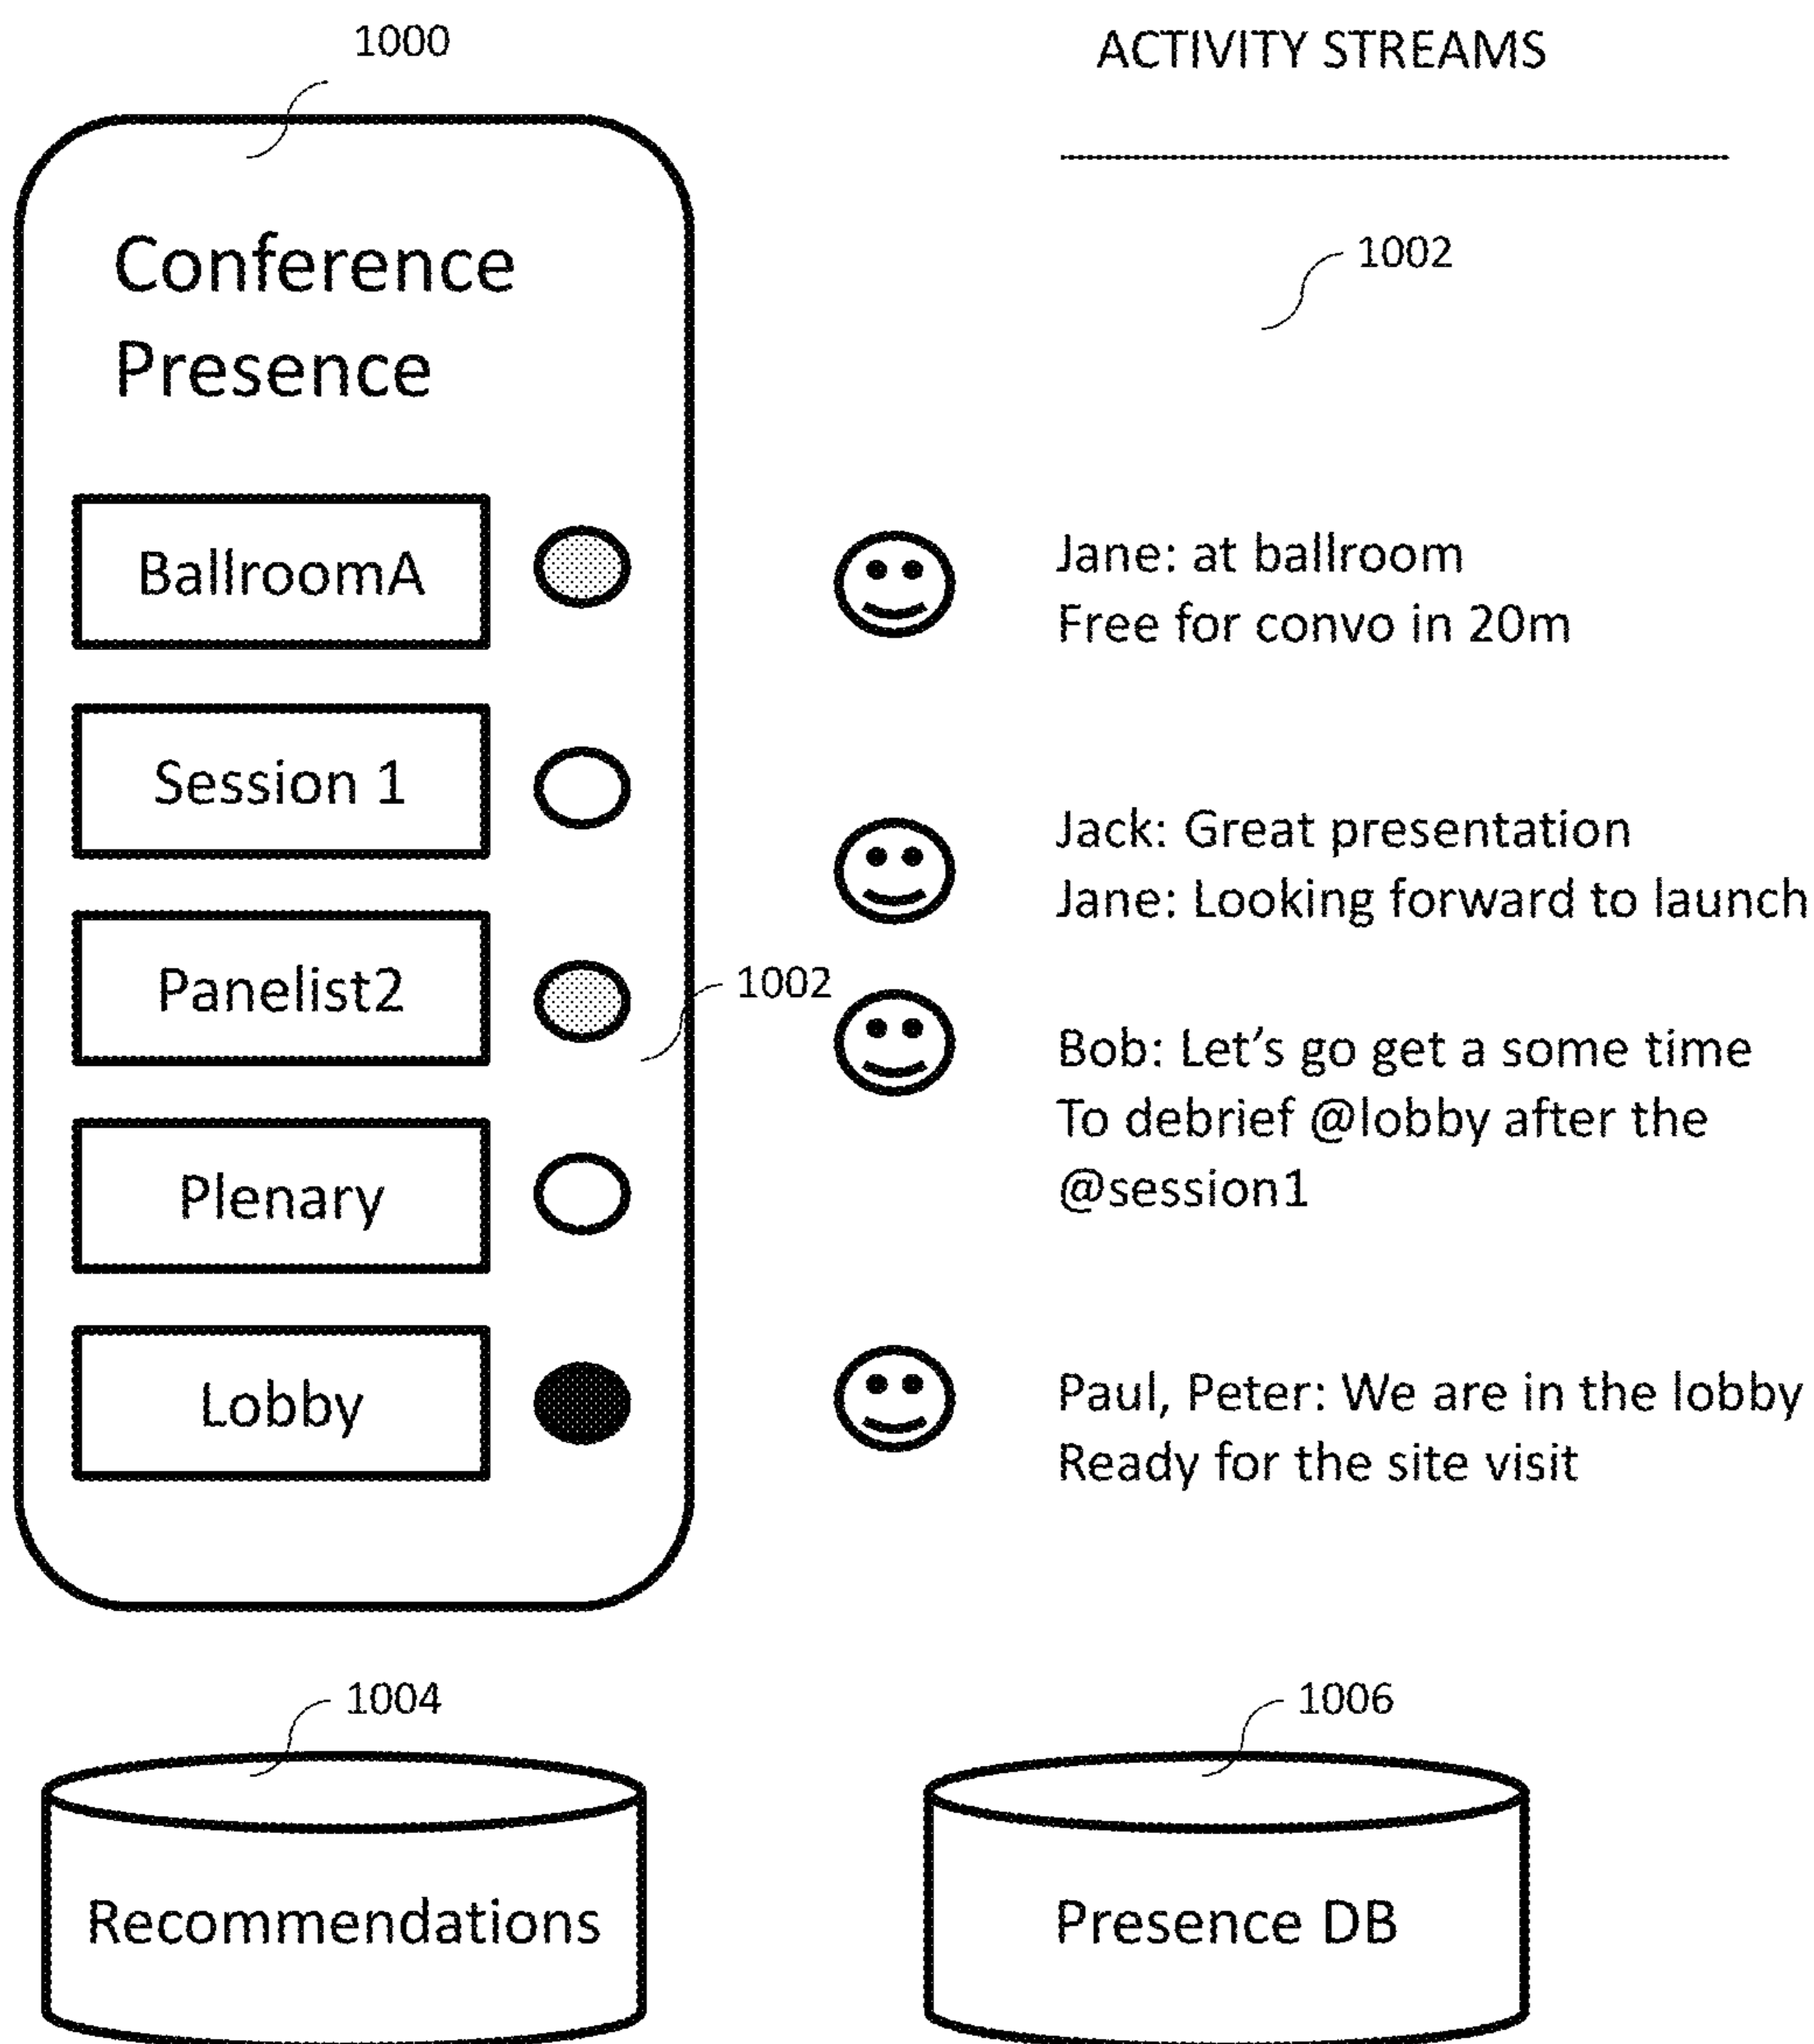 1000
ACTIVITY STREAMS
1002
Conference
Presence
BallroomA
Jane: at ballroom
Free for convo in 20m
Session 1
Jack: Great presentation
Jane: Looking forward to launch
Panelist2
1002
Bob: Let's go get a some time
To debrief @lobby after the
@session1
Plenary
Lobby
Paul, Peter: We are in the lobby
Ready for the site visit
1004
1006
Recommendations
Presence DB